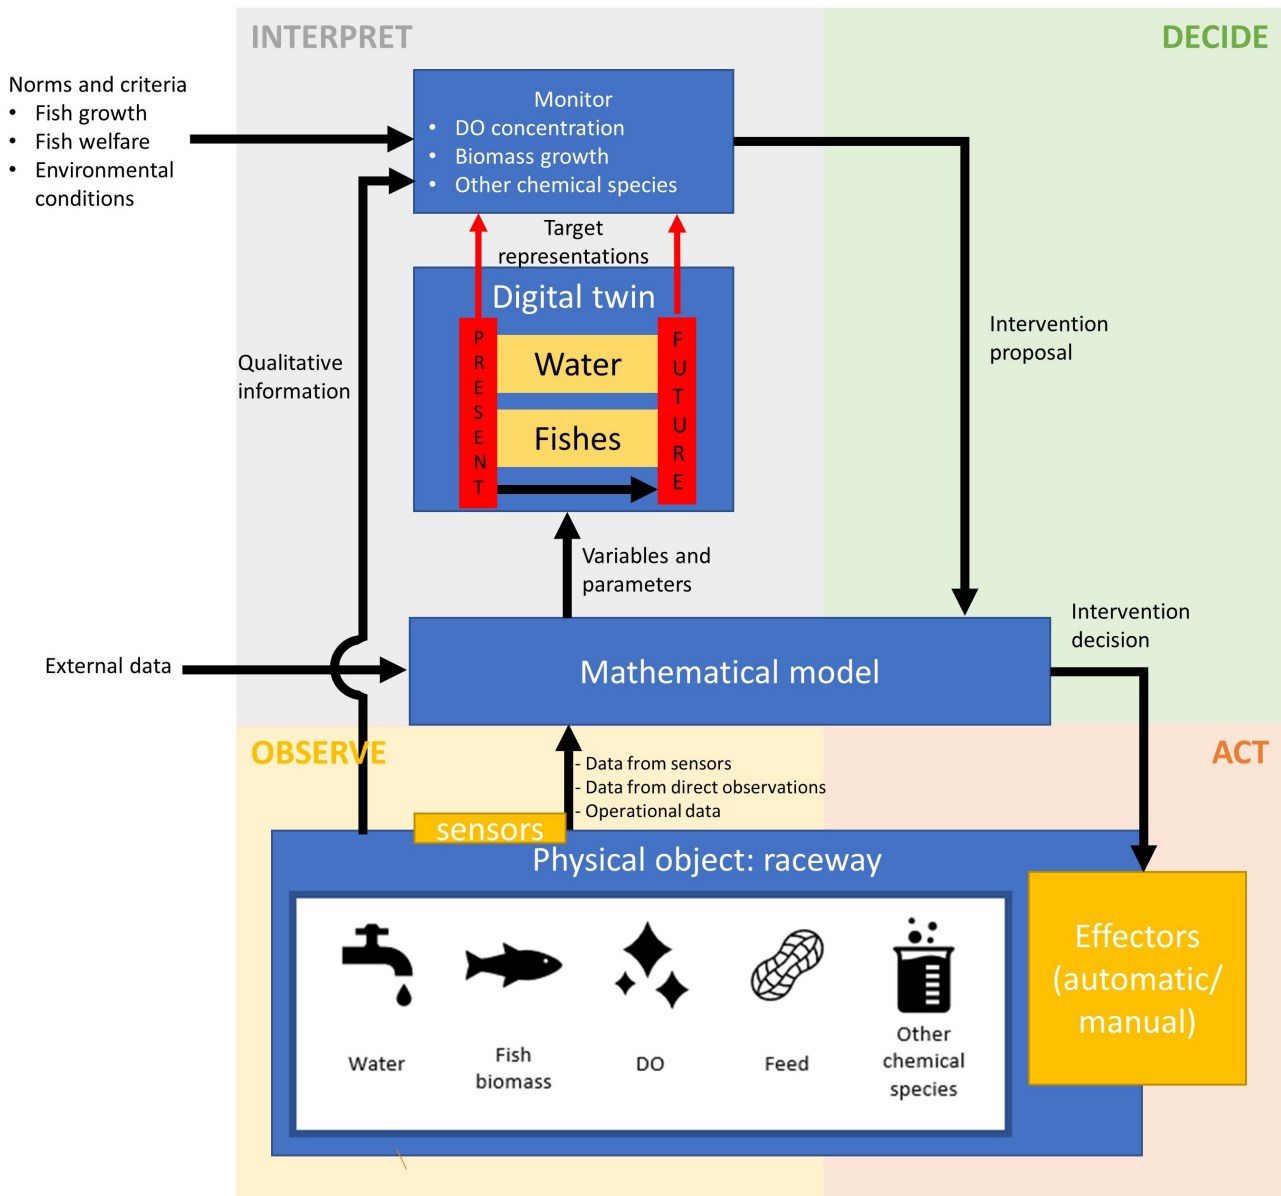 INTERPRET
DECIDE
Norms and criteria
• Fish growth
• Fish welfare
• Environmental
conditions
Monitor
• DO concentration
• Biomass growth
• Other chemical species
Target
representations
Digital twin
PRESENT
Water
Fishes
FUTURE
Qualitative
information
Intervention
proposal
Variables and
parameters
Intervention
decision
External data
Mathematical model
OBSERVE
ACT
- Data from sensors
- Data from direct observations
- Operational data
sensors
Physical object: raceway
Effectors
(automatic/
manual)
Water
Fish
biomass
DO
Feed
Other
chemical
species